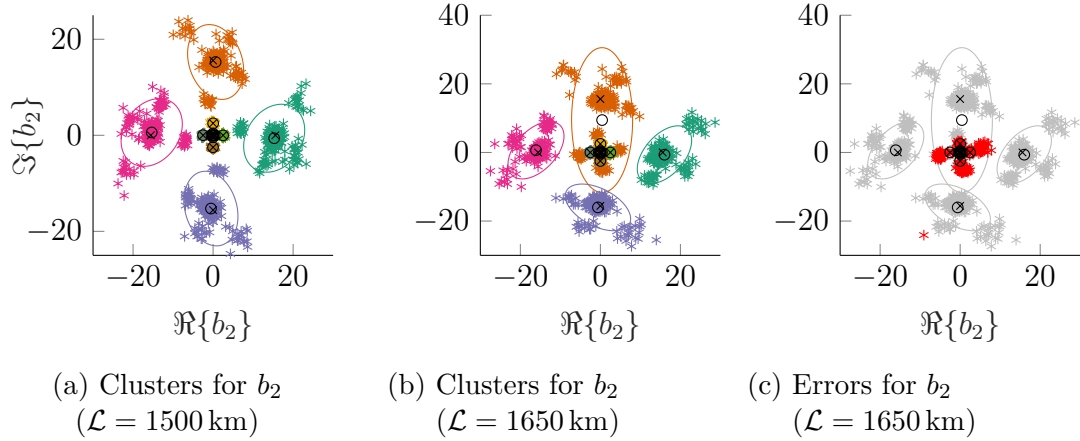 20
0
−20
−20 0 20
ℑ{b₂}
ℜ{b₂}
(a) Clusters for b₂
(ℒ = 1500 km)
40
20
0
−20
−20 0 20
ℜ{b₂}
(b) Clusters for b₂
(ℒ = 1650 km)
40
20
0
−20
−20 0 20
ℜ{b₂}
(c) Errors for b₂
(ℒ = 1650 km)